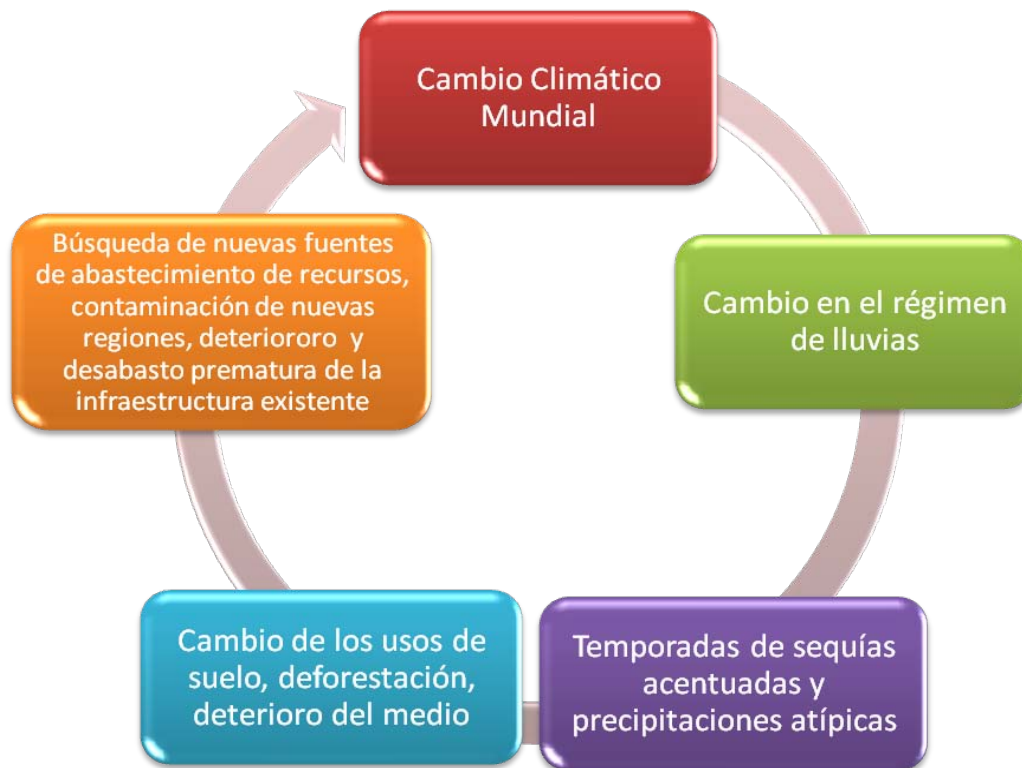 Cambio Climático
Mundial
Cambio en el régimen
de lluvias
Temporadas de sequías
acentuadas y
precipitaciones atípicas
Cambio de los usos de
suelo, deforestación,
deterioro del medio
Búsqueda de nuevas fuentes
de abastecimiento de recursos,
contaminación de nuevas
regiones, deteriororo y
desabasto prematura de la
infraestructura existente